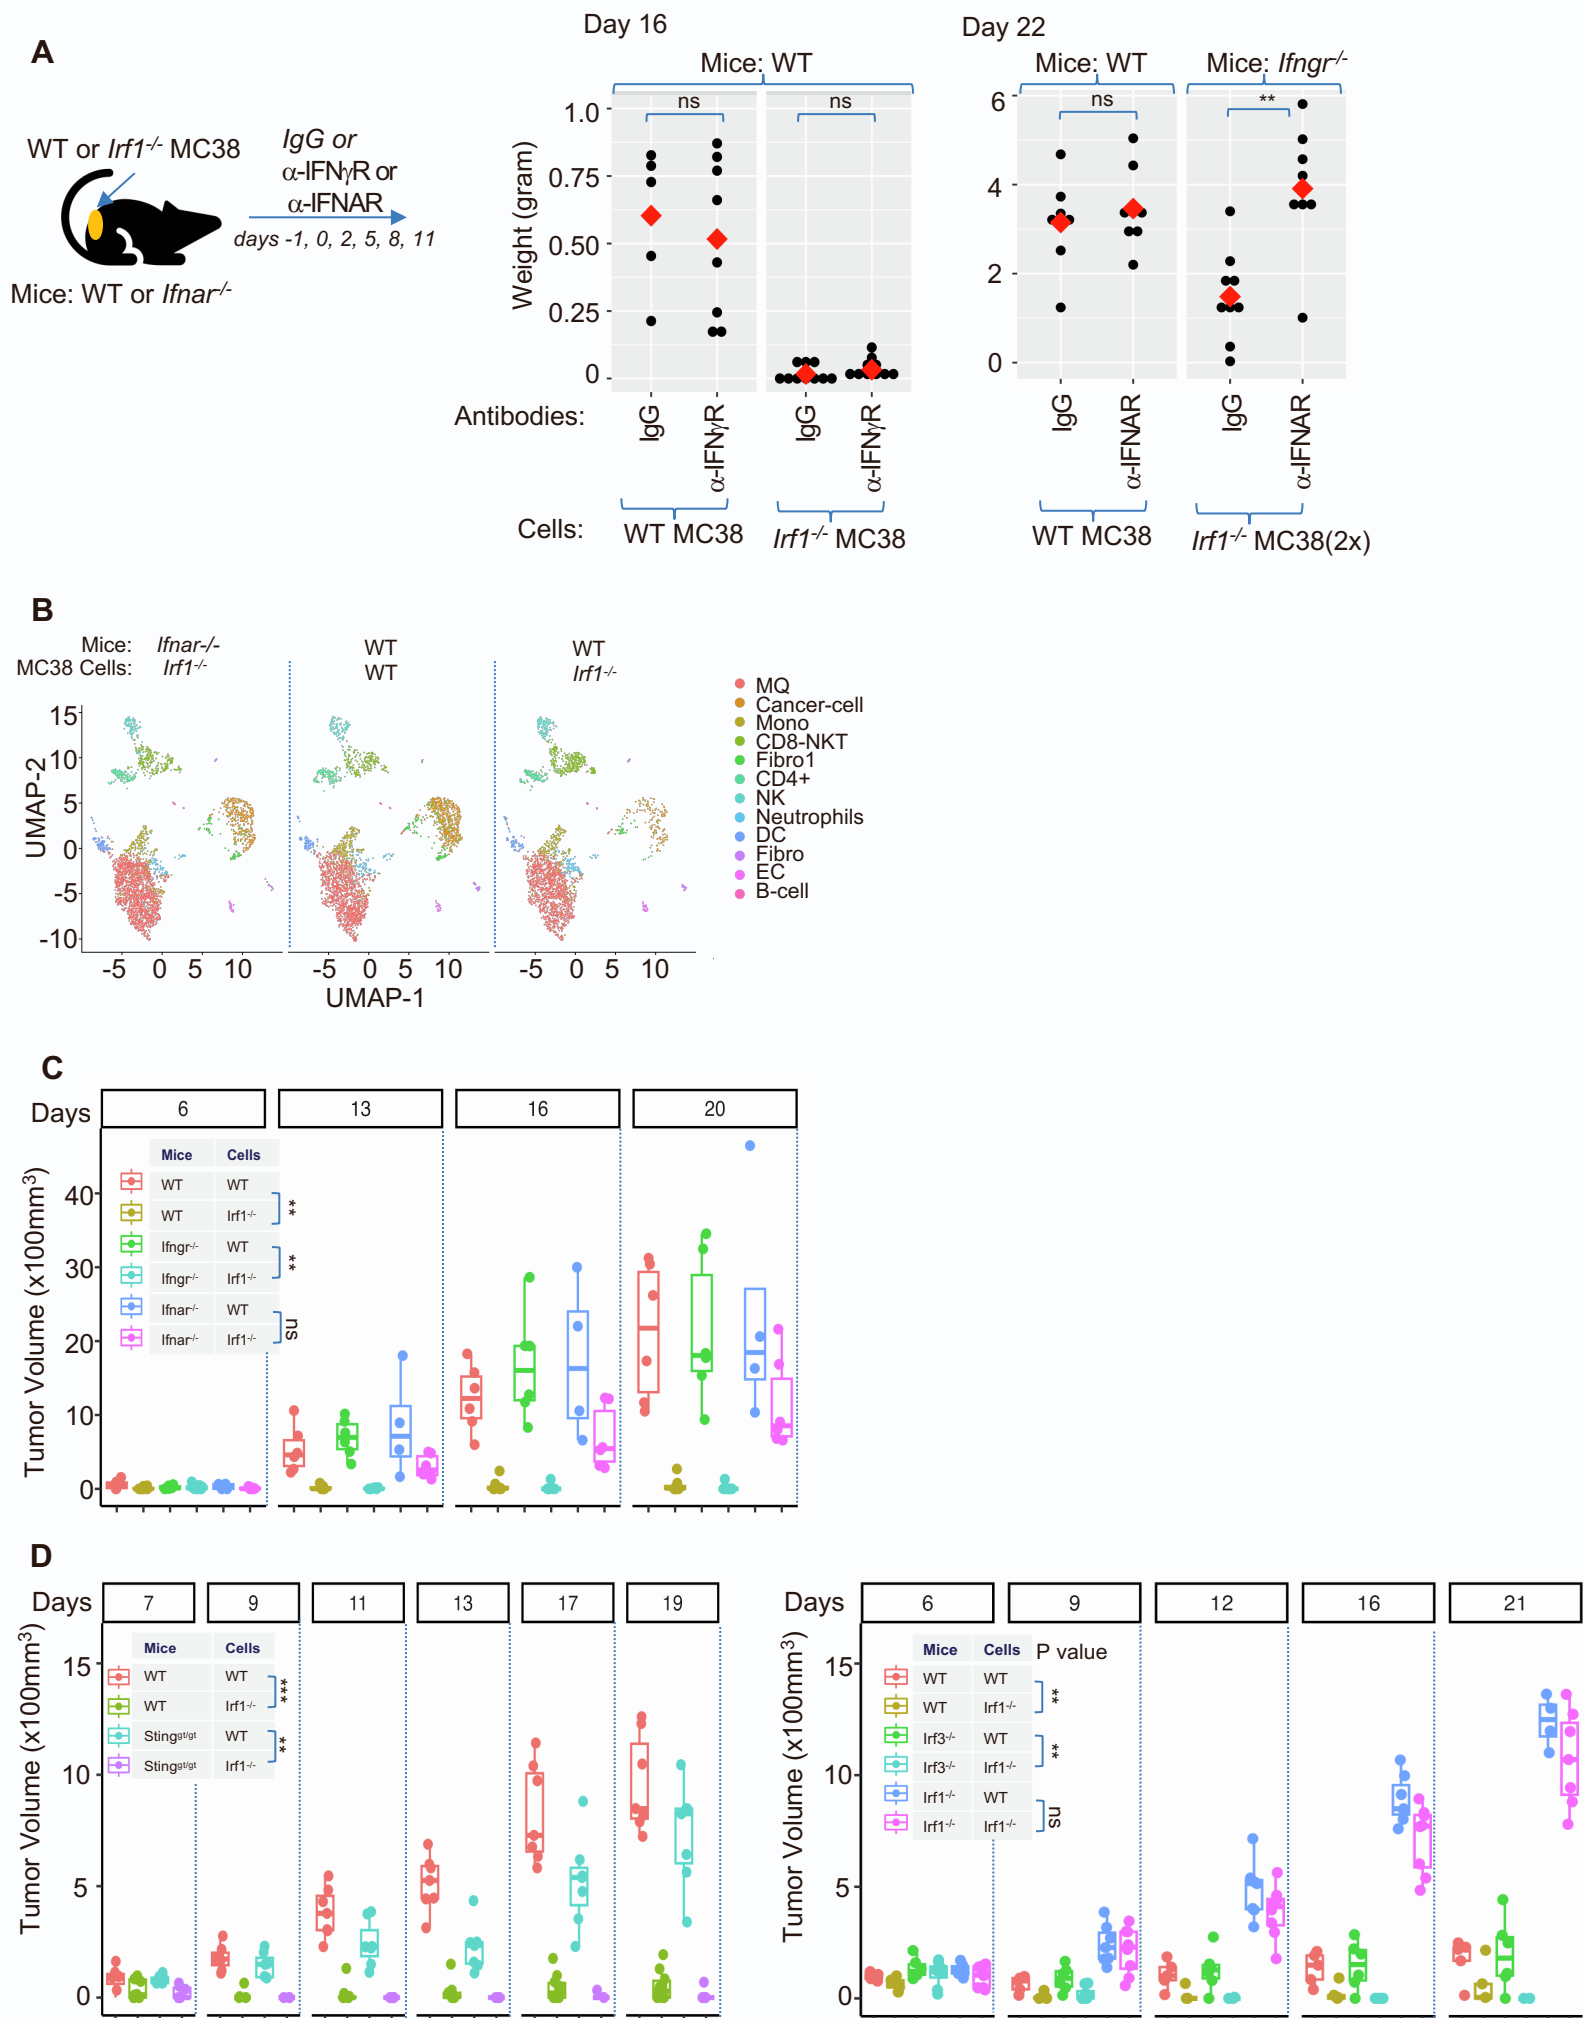 A
Day 16
Day 22
Mice: WT
Mice: WT
Mice: Ifngr-/-
WT or Irf1-/- MC38
IgG or
α-IFNγR or
α-IFNAR
days -1, 0, 2, 5, 8, 11
Mice: WT or Ifnar-/-
Weight (gram)
1.0
0.75
0.50
0.25
0
ns
ns
6
4
2
0
ns
**
Antibodies:
IgG
α-IFNγR
IgG
α-IFNγR
IgG
α-IFNAR
IgG
α-IFNAR
Cells:
WT MC38
Irf1-/- MC38
WT MC38
Irf1-/- MC38(2x)
B
Mice: Ifnar-/- WT WT
MC38 Cells: Irf1-/- WT Irf1-/-
UMAP-2
15
10
5
0
-5
-10
-5 0 5 10
-5 0 5 10
-5 0 5 10
UMAP-1
MQ
Cancer-cell
Mono
CD8-NKT
Fibro1
CD4+
NK
Neutrophils
DC
Fibro
EC
B-cell
C
Days 6 13 16 20
Tumor Volume (x100mm3)
40
30
20
10
0
Mice Cells
WT WT
WT Irf1-/-
Ifngr-/- WT
Ifngr-/- Irf1-/-
Ifnar-/- WT
Ifnar-/- Irf1-/-
**
**
ns
D
Days 7 9 11 13 17 19
Tumor Volume (x100mm3)
15
10
5
0
Mice Cells
WT WT
WT Irf1-/-
Stinggt/gt WT
Stinggt/gt Irf1-/-
***
**
Days 6 9 12 16 21
Tumor Volume (x100mm3)
15
10
5
0
Mice Cells P value
WT WT
WT Irf1-/-
Irf3-/- WT
Irf3-/- Irf1-/-
Irf1-/- WT
Irf1-/- Irf1-/-
**
**
ns